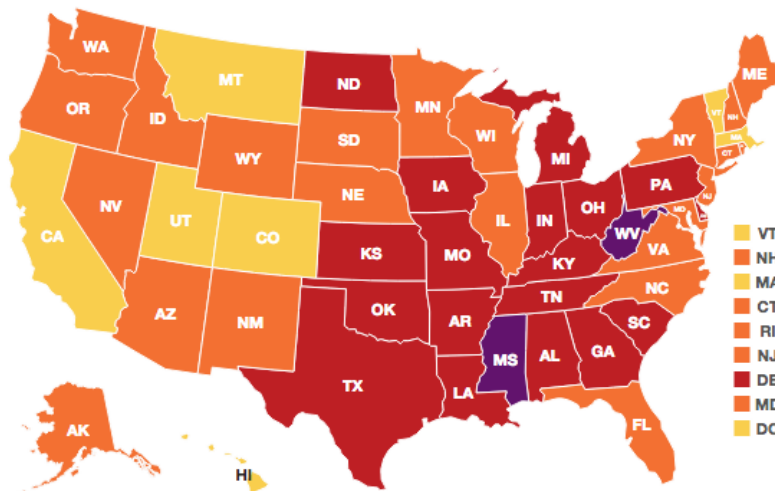 WA
ME
MT
ND
VT
NH
MN
OR
ID
WI
NY
MA
SD
CT
WY
MI
IA
PA
NE
NJ
NV
OH
IL
IN
MD
UT
WV
CA
CO
VA
VT
KS
MO
KY
NH
NC
MA
TN
OK
CT
AZ
NM
AR
SC
RI
NJ
MS
AL
GA
DE
TX
LA
MD
FL
DC
AK
HI